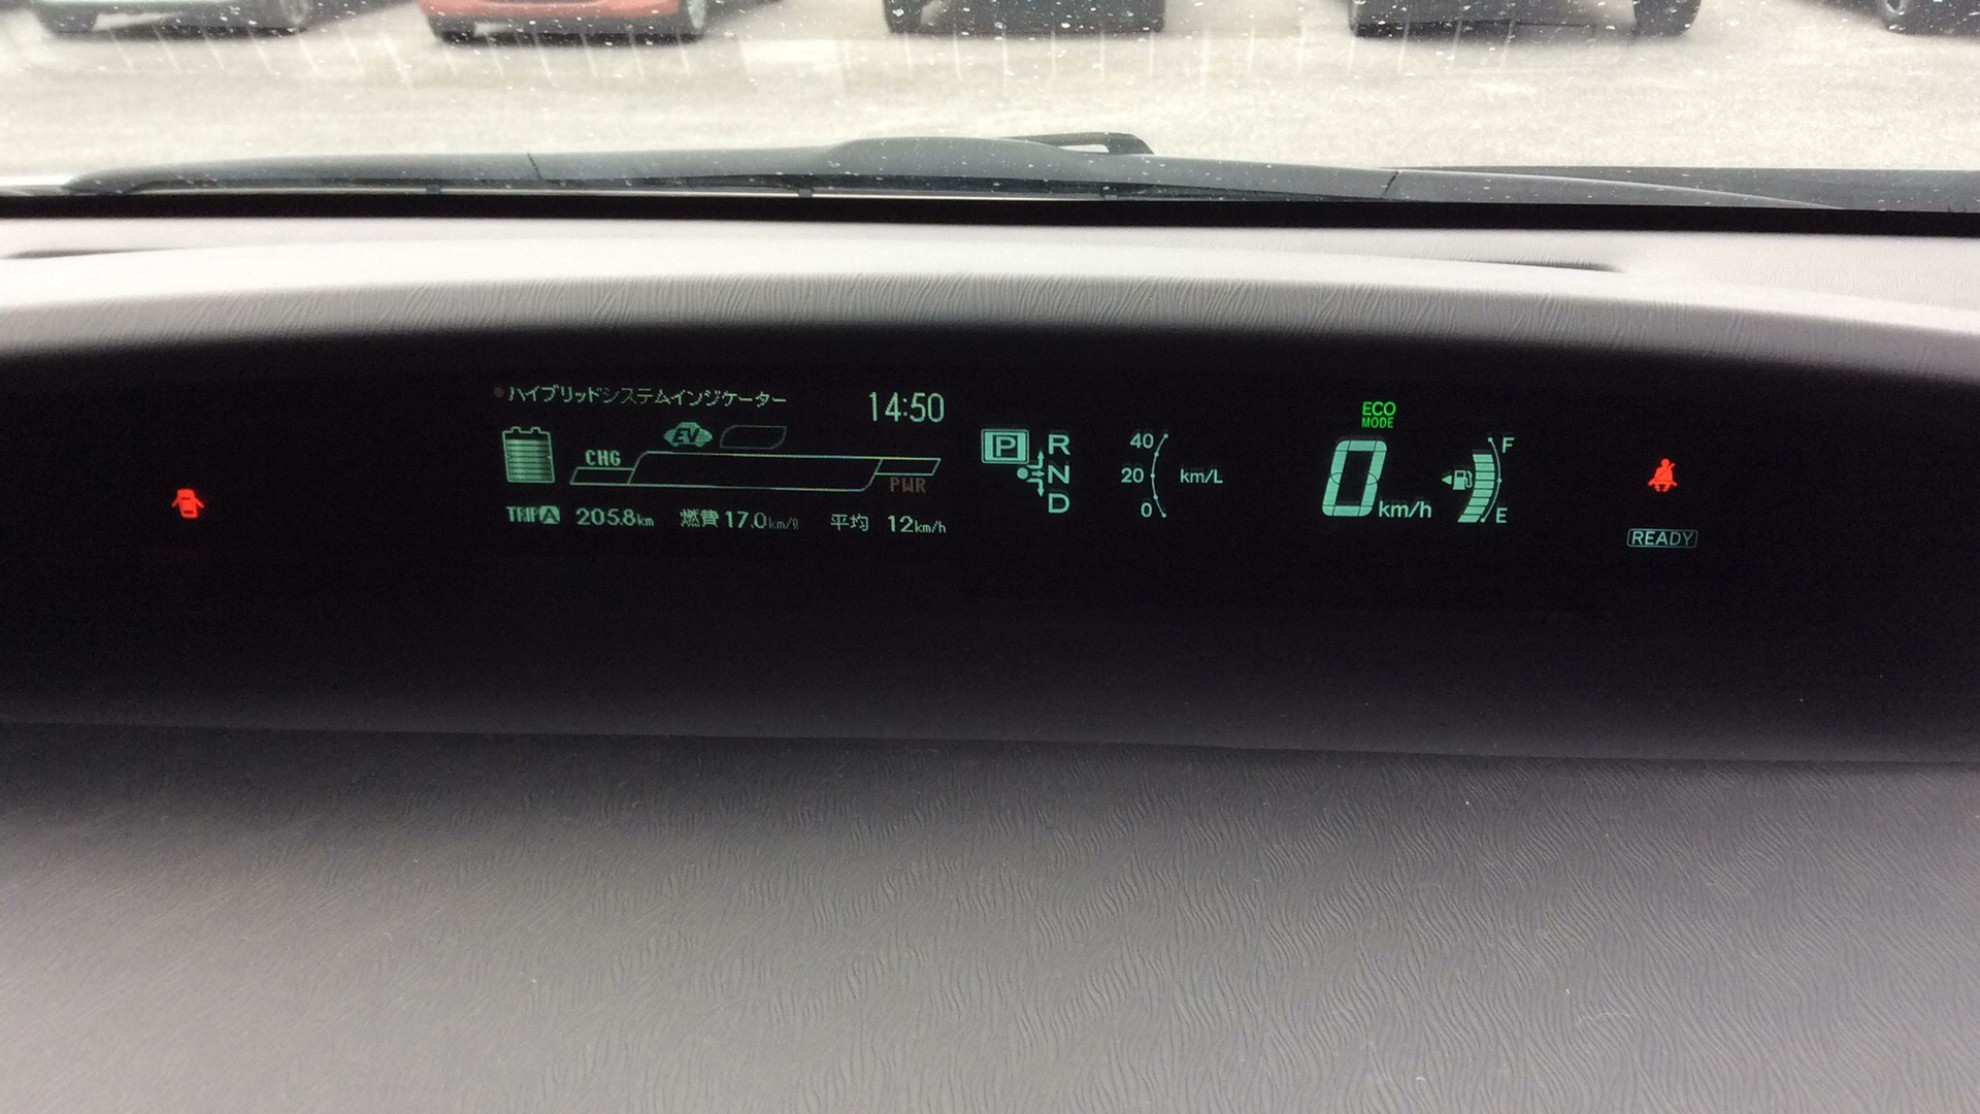 ハイブリッドシステムインジケーター
14:50
EV
CHG
PWR
TRIP A 205.8km 燃費 17.0km/ℓ 平均 12km/h
P
R
N
D
40
20
0
km/L
ECO
MODE
0 km/h
F
E
READY